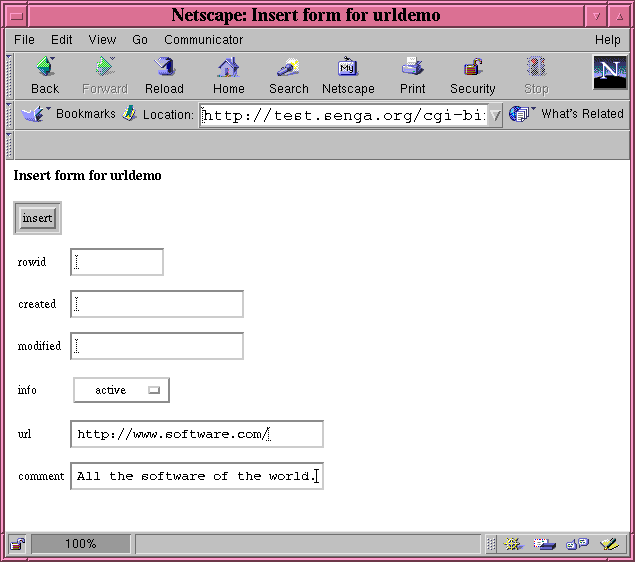 Netscape: Insert form for urldemo
File Edit View Go Communicator Help
Back Forward Reload Home Search Netscape Print Security Stop
My
N
Bookmarks Location: http://test.senga.org/cgi-bi What's Related
Insert form for urldemo
insert
rowid
created
modified
info active
url http://www.software.com/
comment All the software of the world.
100%